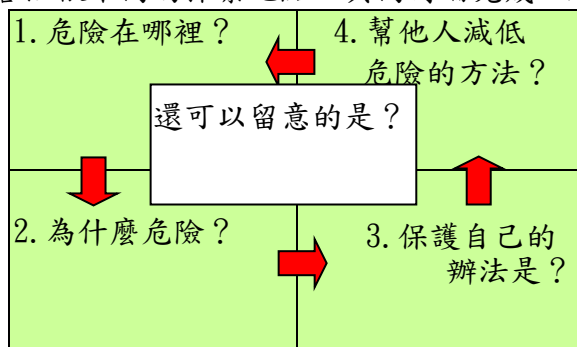 1. 危險在哪裡？
4. 幫他人減低
危險的方法？
還可以留意的是？
2. 為什麼危險？
3. 保護自己的
辦法是？